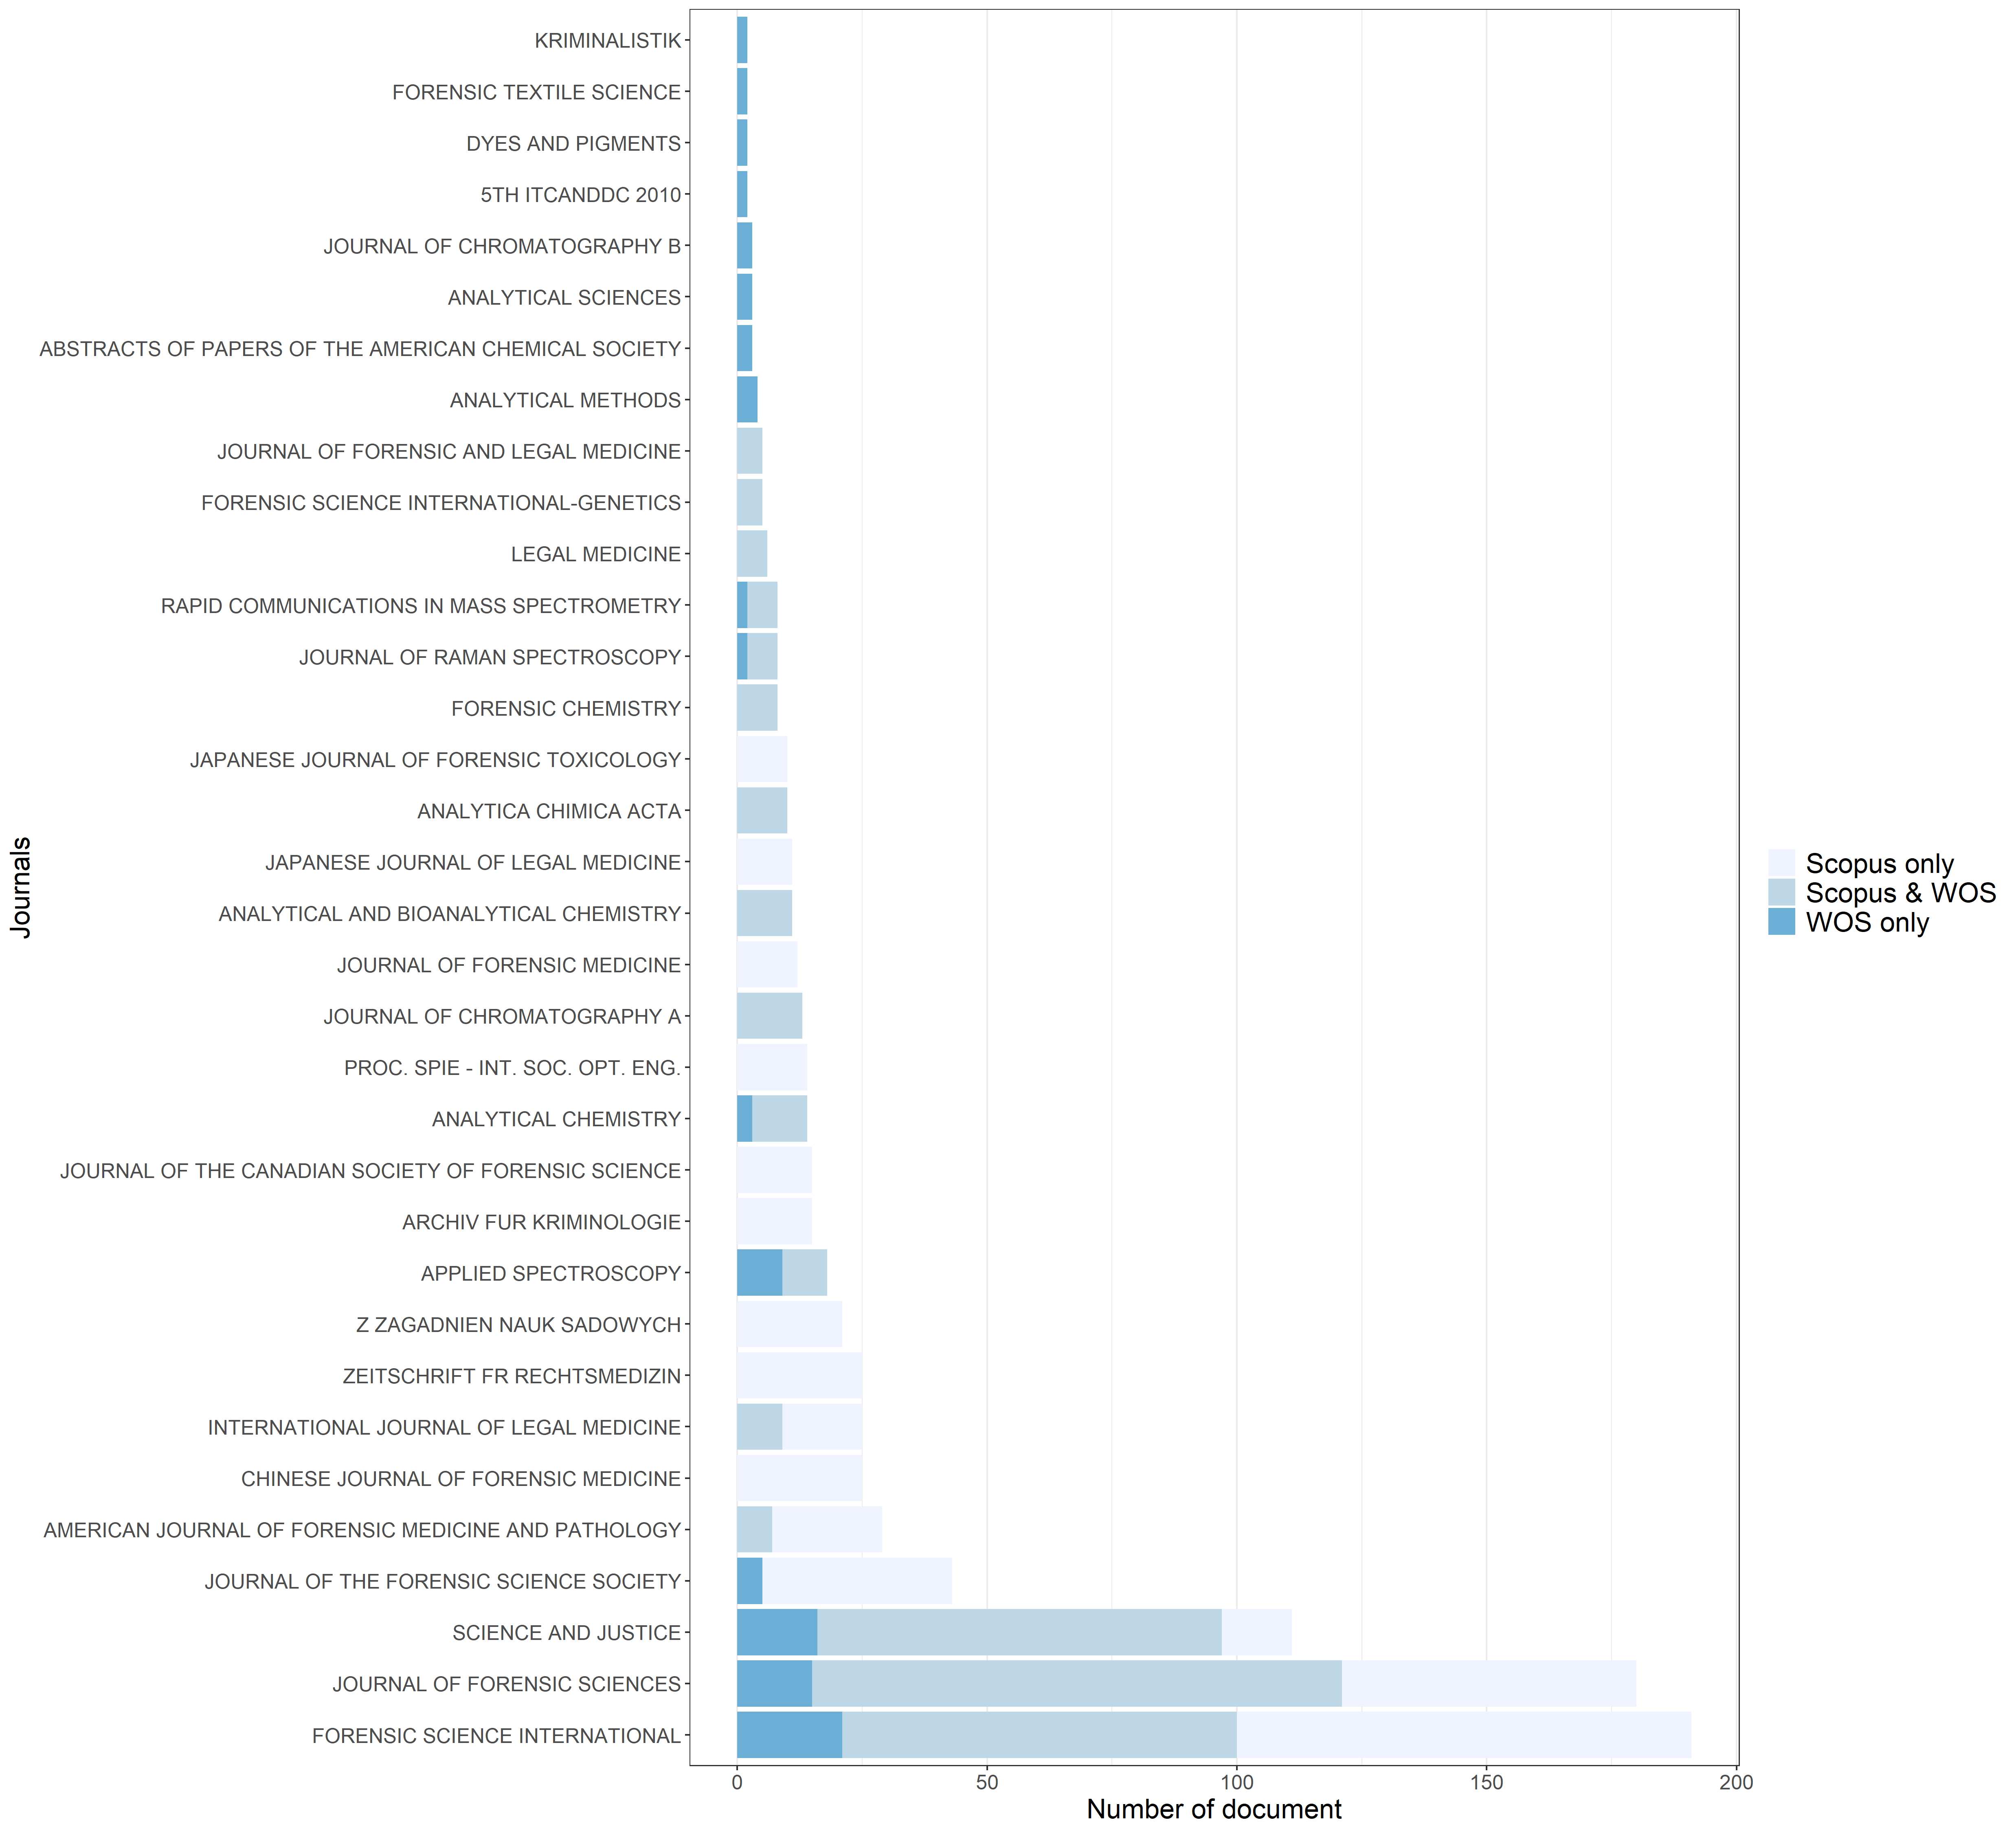 KRIMINALISTIK
FORENSIC TEXTILE SCIENCE
DYES AND PIGMENTS
5TH ITCANDDC 2010
JOURNAL OF CHROMATOGRAPHY B
ANALYTICAL SCIENCES
ABSTRACTS OF PAPERS OF THE AMERICAN CHEMICAL SOCIETY
ANALYTICAL METHODS
JOURNAL OF FORENSIC AND LEGAL MEDICINE
FORENSIC SCIENCE INTERNATIONAL-GENETICS
LEGAL MEDICINE
RAPID COMMUNICATIONS IN MASS SPECTROMETRY
JOURNAL OF RAMAN SPECTROSCOPY
FORENSIC CHEMISTRY
JAPANESE JOURNAL OF FORENSIC TOXICOLOGY
ANALYTICA CHIMICA ACTA
JAPANESE JOURNAL OF LEGAL MEDICINE
ANALYTICAL AND BIOANALYTICAL CHEMISTRY
JOURNAL OF FORENSIC MEDICINE
JOURNAL OF CHROMATOGRAPHY A
PROC. SPIE - INT. SOC. OPT. ENG.
ANALYTICAL CHEMISTRY
JOURNAL OF THE CANADIAN SOCIETY OF FORENSIC SCIENCE
ARCHIV FUR KRIMINOLOGIE
APPLIED SPECTROSCOPY
Z ZAGADNIEN NAUK SADOWYCH
ZEITSCHRIFT FR RECHTSMEDIZIN
INTERNATIONAL JOURNAL OF LEGAL MEDICINE
CHINESE JOURNAL OF FORENSIC MEDICINE
AMERICAN JOURNAL OF FORENSIC MEDICINE AND PATHOLOGY
JOURNAL OF THE FORENSIC SCIENCE SOCIETY
SCIENCE AND JUSTICE
JOURNAL OF FORENSIC SCIENCES
FORENSIC SCIENCE INTERNATIONAL
Journals
0 50 100 150 200
Number of document
Scopus only
Scopus & WOS
WOS only